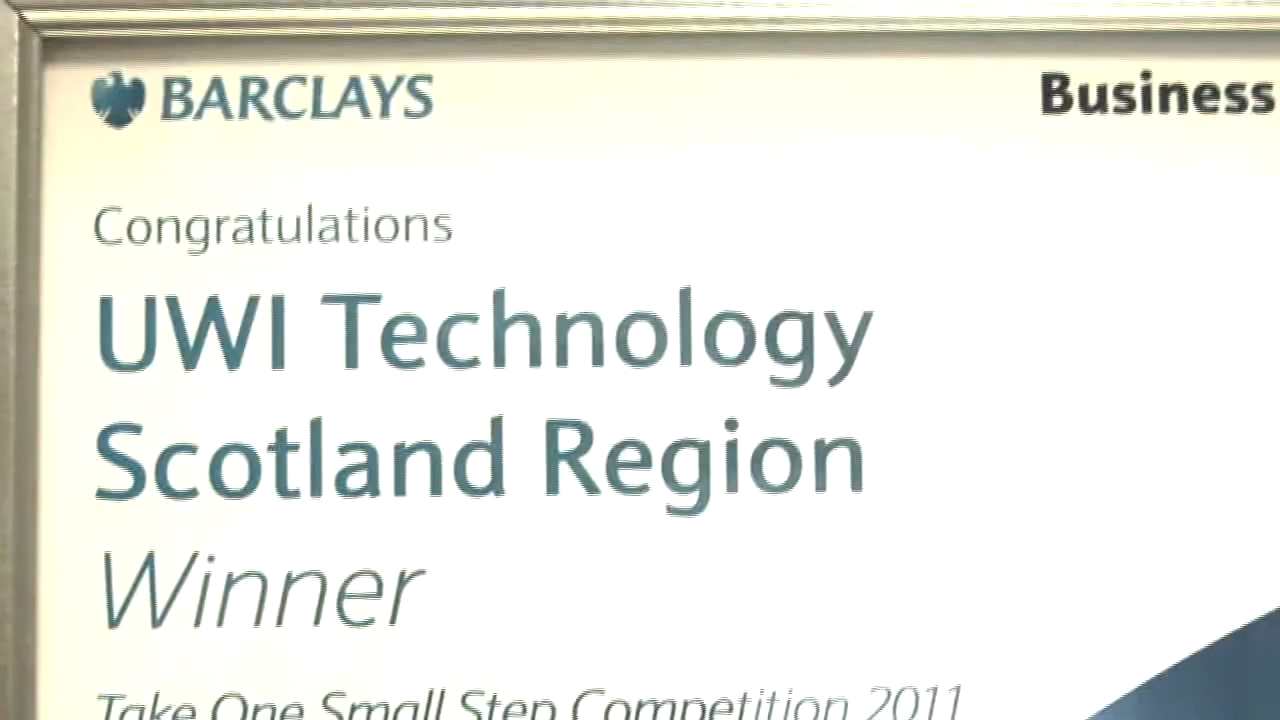 BARCLAYS Business
Congratulations
UWI Technology
Scotland Region
Winner
Take One Small Step Competition 2011